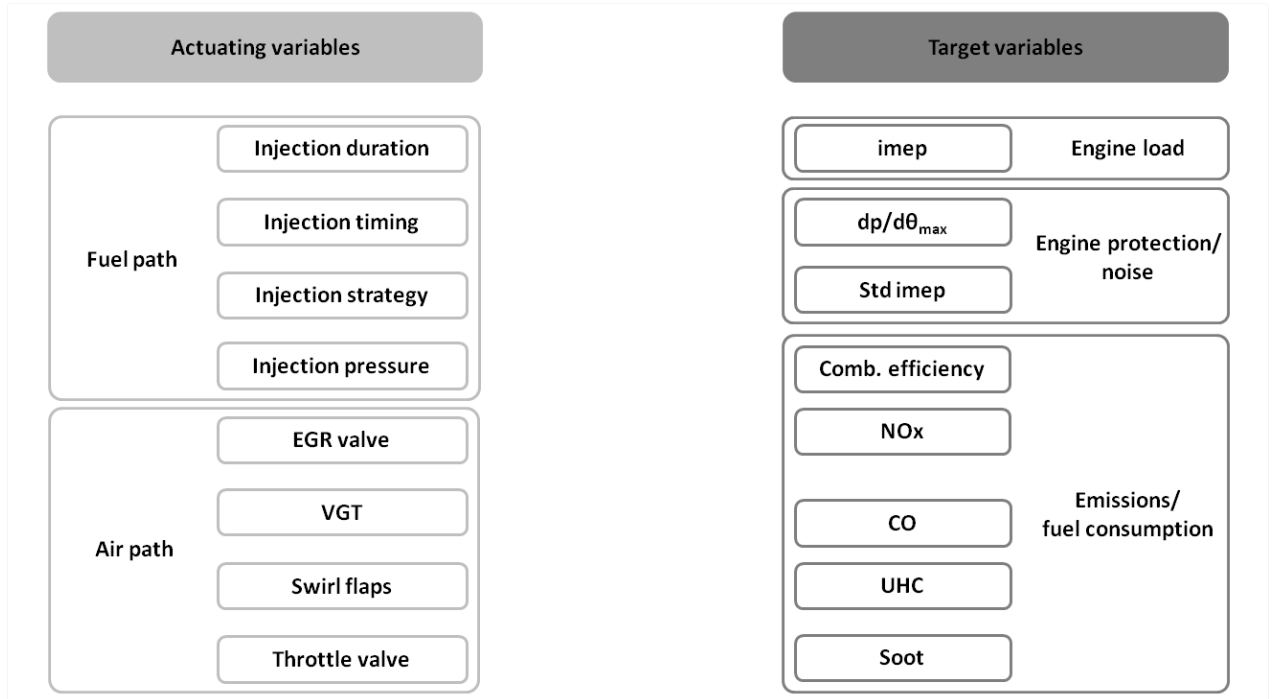 Actuating variables
Target variables
Fuel path
Injection duration
Injection timing
Injection strategy
Injection pressure
Air path
EGR valve
VGT
Swirl flaps
Throttle valve
imep
Engine load
dp/dθmax
Std imep
Engine protection/
noise
Comb. efficiency
NOx
CO
UHC
Soot
Emissions/
fuel consumption